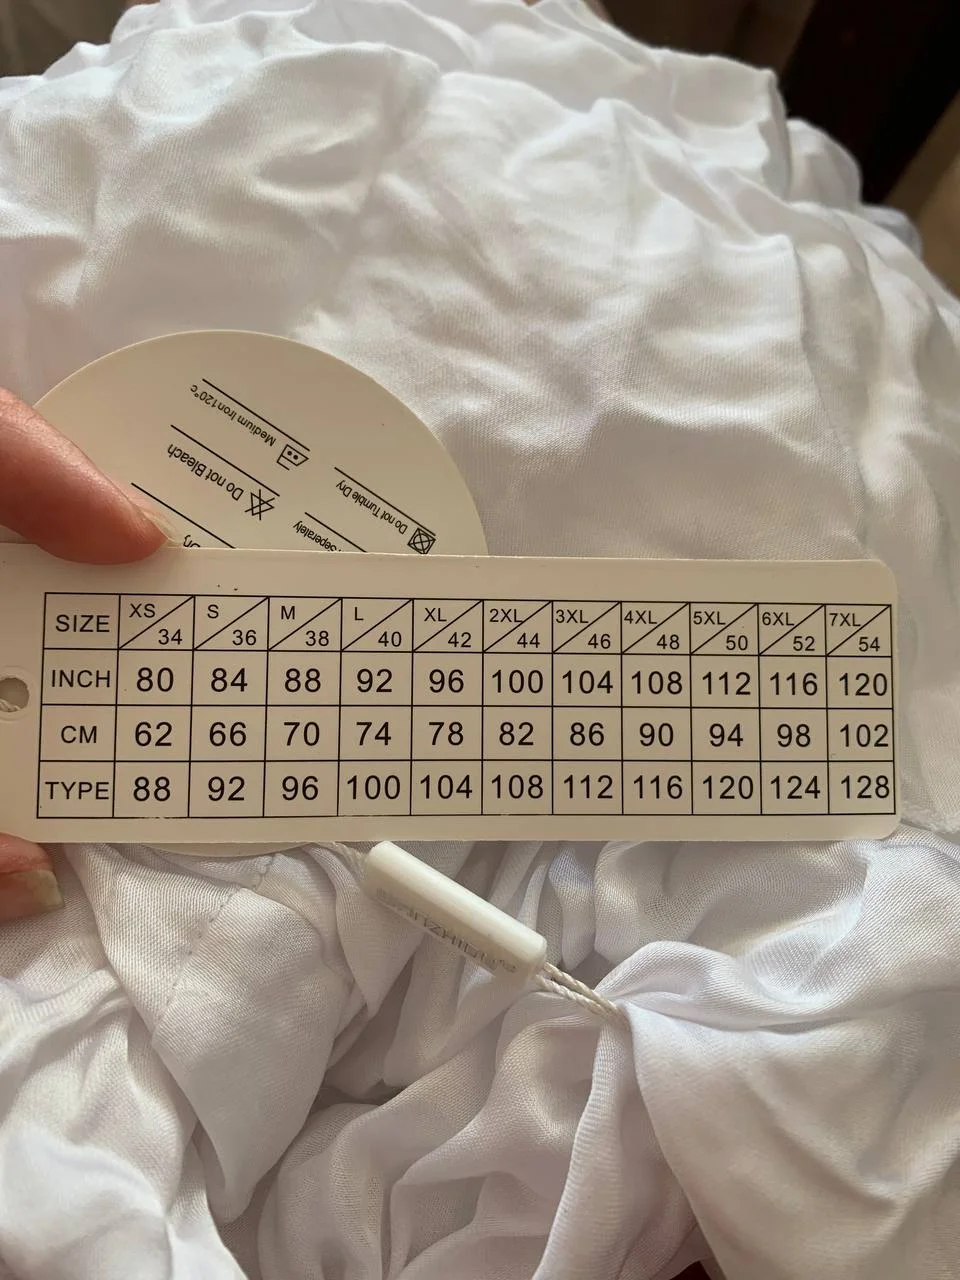 Medium Iron120°c
Do not Bleach
Do not Tumble Dry
Seperately
SIZE XS/34 S/36 M/38 L/40 XL/42 2XL/44 3XL/46 4XL/48 5XL/50 6XL/52 7XL/54
INCH 80 84 88 92 96 100 104 108 112 116 120
CM 62 66 70 74 78 82 86 90 94 98 102
TYPE 88 92 96 100 104 108 112 116 120 124 128